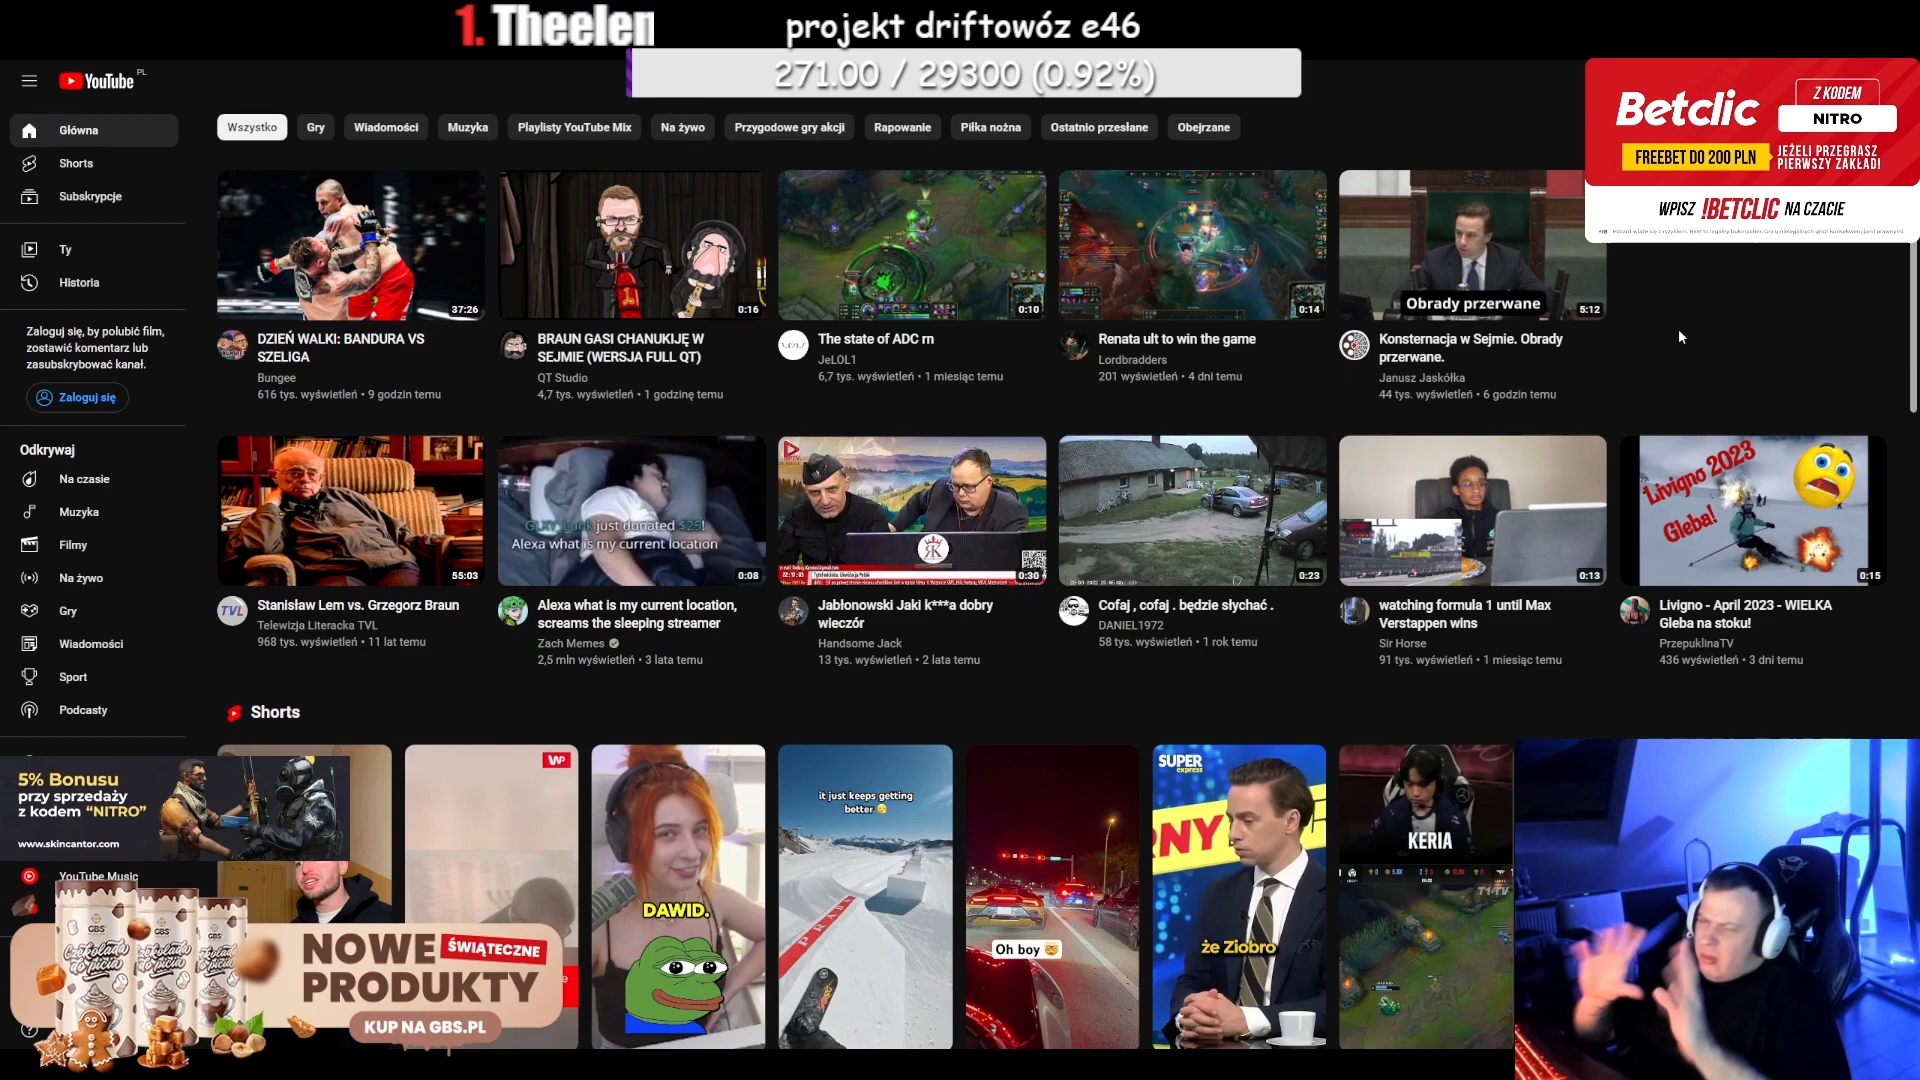 1. Theelen
projekt driftowóz e46
271.00 / 29300 (0.92%)
YouTube PL
Główna
Shorts
Subskrypcje
Ty
Historia
Zaloguj się, by polubić film,
zostawić komentarz lub
zasubskrybować kanał.
Zaloguj się
Odkrywaj
Na czasie
Muzyka
Filmy
Na żywo
Gry
Wiadomości
Sport
Podcasty
YouTube Music
Wszystko
Gry
Wiadomości
Muzyka
Playlisty YouTube Mix
Na żywo
Przygodowe gry akcji
Rapowanie
Piłka nożna
Ostatnio przesłane
Obejrzane
Betclic
Z KODEM
NITRO
FREEBET DO 200 PLN
JEŻELI PRZEGRASZ
PIERWSZY ZAKŁAD!
WPISZ !BETCLIC NA CZACIE
37:26
DZIEŃ WALKI: BANDURA VS
SZELIGA
Bungee
616 tys. wyświetleń • 9 godzin temu
0:16
BRAUN GASI CHANUKIJĘ W
SEJMIE (WERSJA FULL QT)
QT Studio
4,7 tys. wyświetleń • 1 godzinę temu
0:10
The state of ADC rn
JeLOL1
6,7 tys. wyświetleń • 1 miesiąc temu
0:14
Renata ult to win the game
Lordbradders
201 wyświetleń • 4 dni temu
Obrady przerwane
5:12
Konsternacja w Sejmie. Obrady
przerwane.
Janusz Jaskółka
44 tys. wyświetleń • 6 godzin temu
55:03
TVL
Stanisław Lem vs. Grzegorz Braun
Telewizja Literacka TVL
968 tys. wyświetleń • 11 lat temu
just donated $25!
Alexa what is my current location
0:08
Alexa what is my current location,
screams the sleeping streamer
Zach Memes
2,5 mln wyświetleń • 3 lata temu
0:30
Jabłonowski Jaki k***a dobry
wieczór
Handsome Jack
13 tys. wyświetleń • 2 lata temu
0:23
Cofaj , cofaj . będzie słychać .
DANIEL1972
58 tys. wyświetleń • 1 rok temu
0:13
watching formula 1 until Max
Verstappen wins
Sir Horse
91 tys. wyświetleń • 1 miesiąc temu
Livigno 2023
Gleba!
0:15
Livigno - April 2023 - WIELKA
Gleba na stoku!
PrzepuklinaTV
436 wyświetleń • 3 dni temu
Shorts
WP
DAWID.
it just keeps getting
better
PRADA
Oh boy
SUPER
express
RNY
że Ziobro
KERIA
T1TV
5% Bonusu
przy sprzedaży
z kodem “NITRO”
www.skincantor.com
GBS
czekolada
do picia
NOWE ŚWIĄTECZNE
PRODUKTY
KUP NA GBS.PL